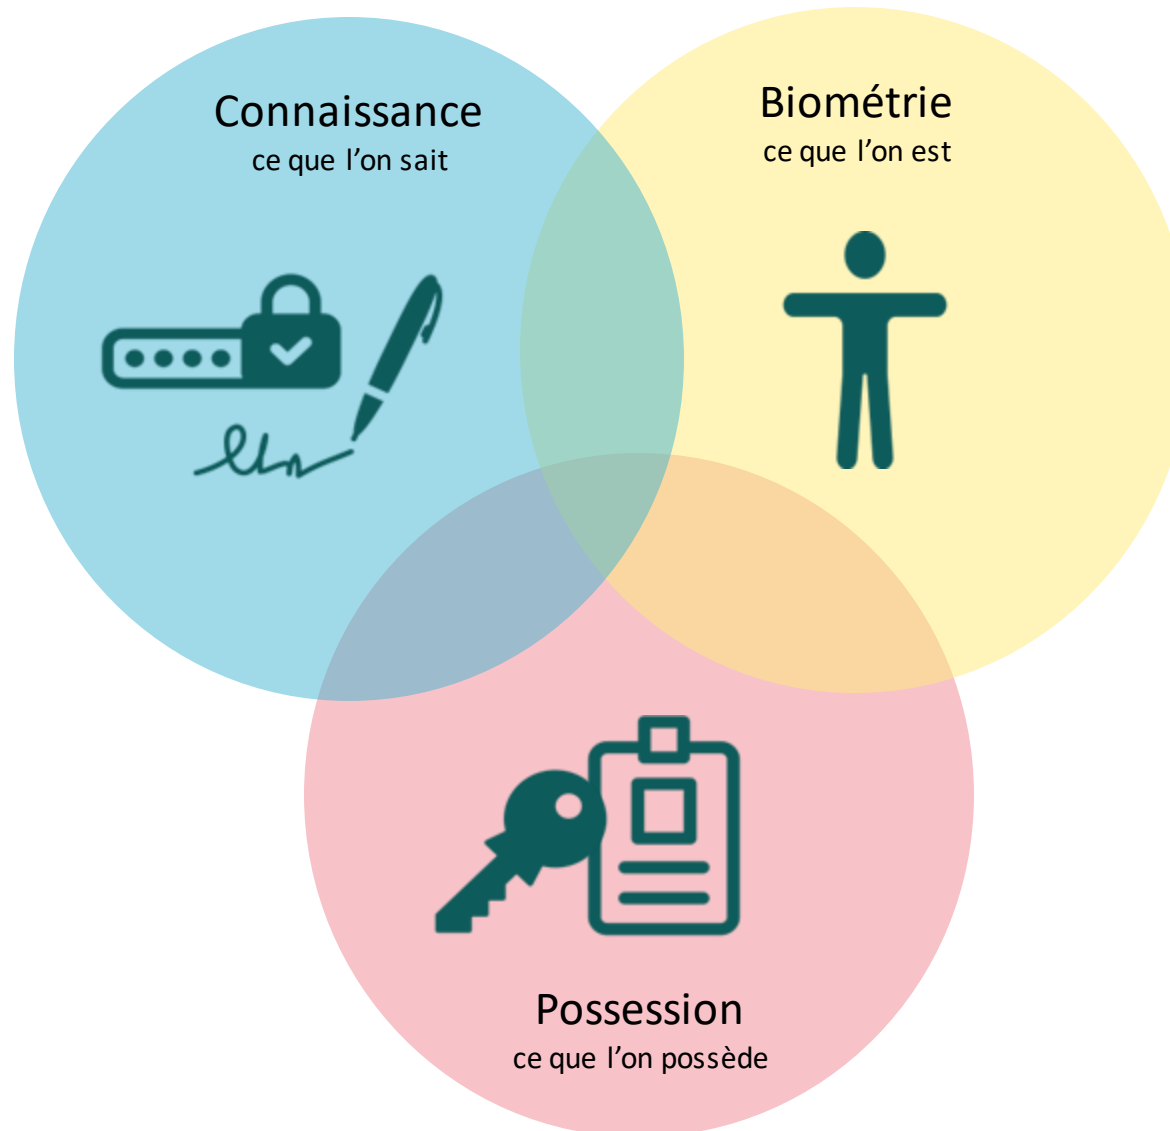 Connaissance
ce que l’on sait
Biométrie
ce que l’on est
Possession
ce que l’on possède